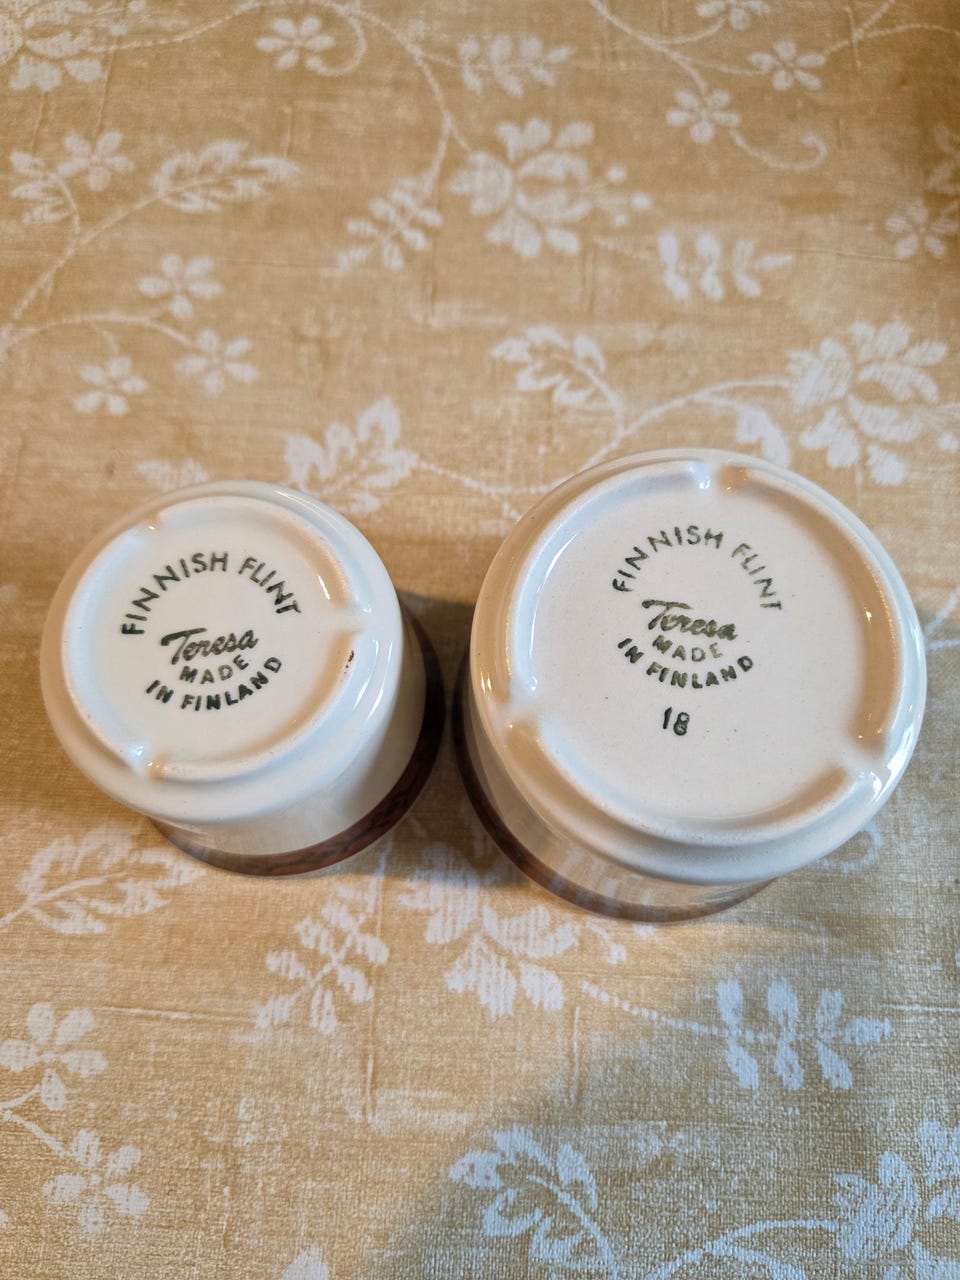 FINNISH FLINT
Teresa
MADE
IN FINLAND
FINNISH FLINT
Teresa
MADE
IN FINLAND
18